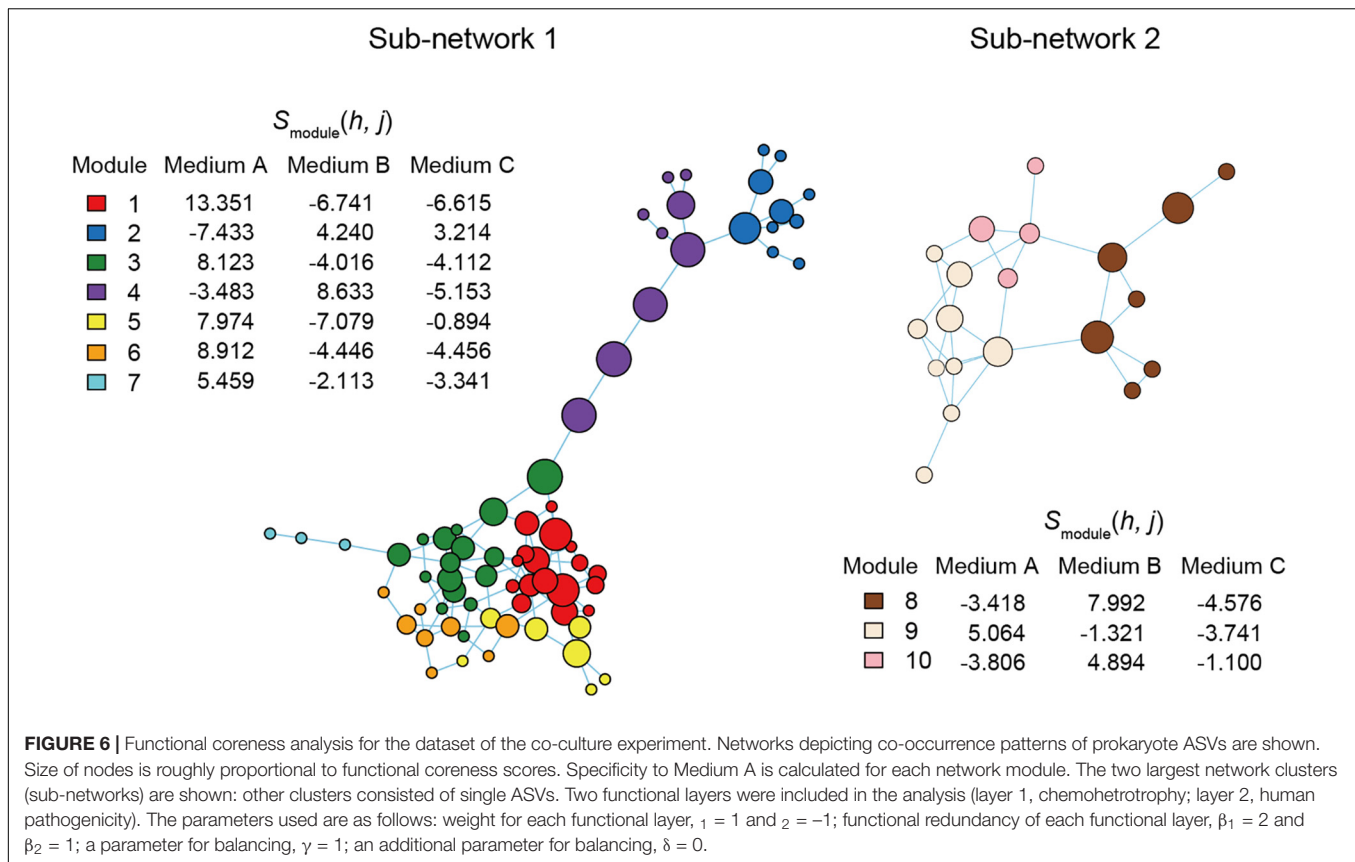 Sub-network 1
Sub-network 2
Smodule(h, j)
Module Medium A Medium B Medium C
1 13.351 -6.741 -6.615
2 -7.433 4.240 3.214
3 8.123 -4.016 -4.112
4 -3.483 8.633 -5.153
5 7.974 -7.079 -0.894
6 8.912 -4.446 -4.456
7 5.459 -2.113 -3.341
Smodule(h, j)
Module Medium A Medium B Medium C
8 -3.418 7.992 -4.576
9 5.064 -1.321 -3.741
10 -3.806 4.894 -1.100
FIGURE 6 | Functional coreness analysis for the dataset of the co-culture experiment. Networks depicting co-occurrence patterns of prokaryote ASVs are shown.
Size of nodes is roughly proportional to functional coreness scores. Specificity to Medium A is calculated for each network module. The two largest network clusters
(sub-networks) are shown: other clusters consisted of single ASVs. Two functional layers were included in the analysis (layer 1, chemohetrotrophy; layer 2, human
pathogenicity). The parameters used are as follows: weight for each functional layer, 1 = 1 and 2 = –1; functional redundancy of each functional layer, β1 = 2 and
β2 = 1; a parameter for balancing, γ = 1; an additional parameter for balancing, δ = 0.